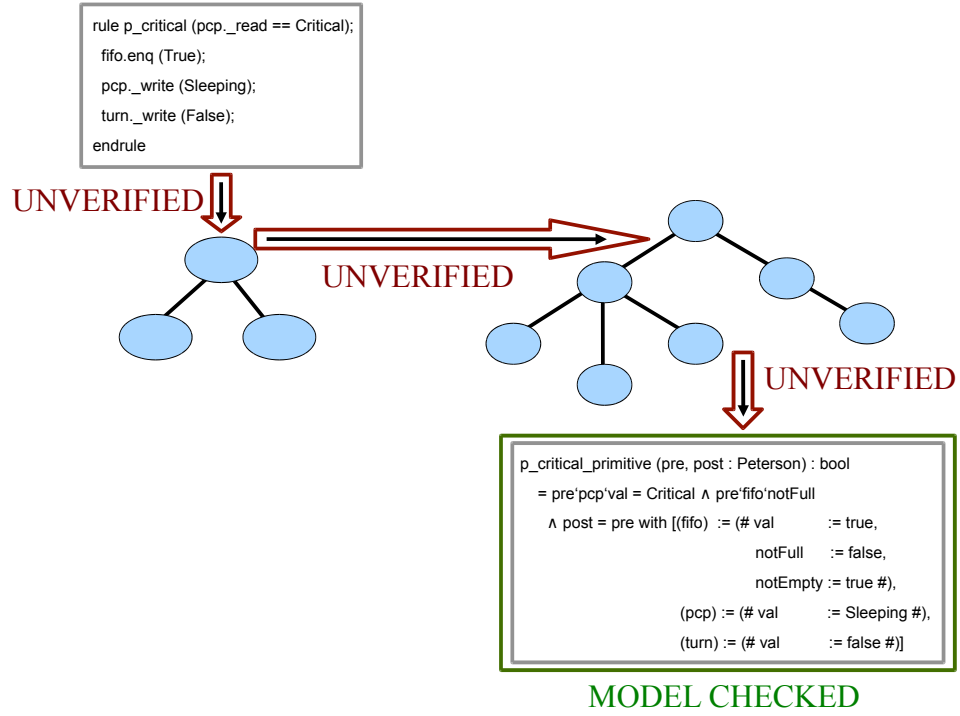 rule p_critical (pcp._read == Critical);
fifo.enq (True);
pcp._write (Sleeping);
turn._write (False);
endrule
UNVERIFIED
UNVERIFIED
UNVERIFIED
p_critical_primitive (pre, post : Peterson) : bool
= pre‘pcp‘val = Critical ∧ pre‘fifo‘notFull
∧ post = pre with [(fifo) := (# val := true,
notFull := false,
notEmpty := true #),
(pcp) := (# val := Sleeping #),
(turn) := (# val := false #)]
MODEL CHECKED